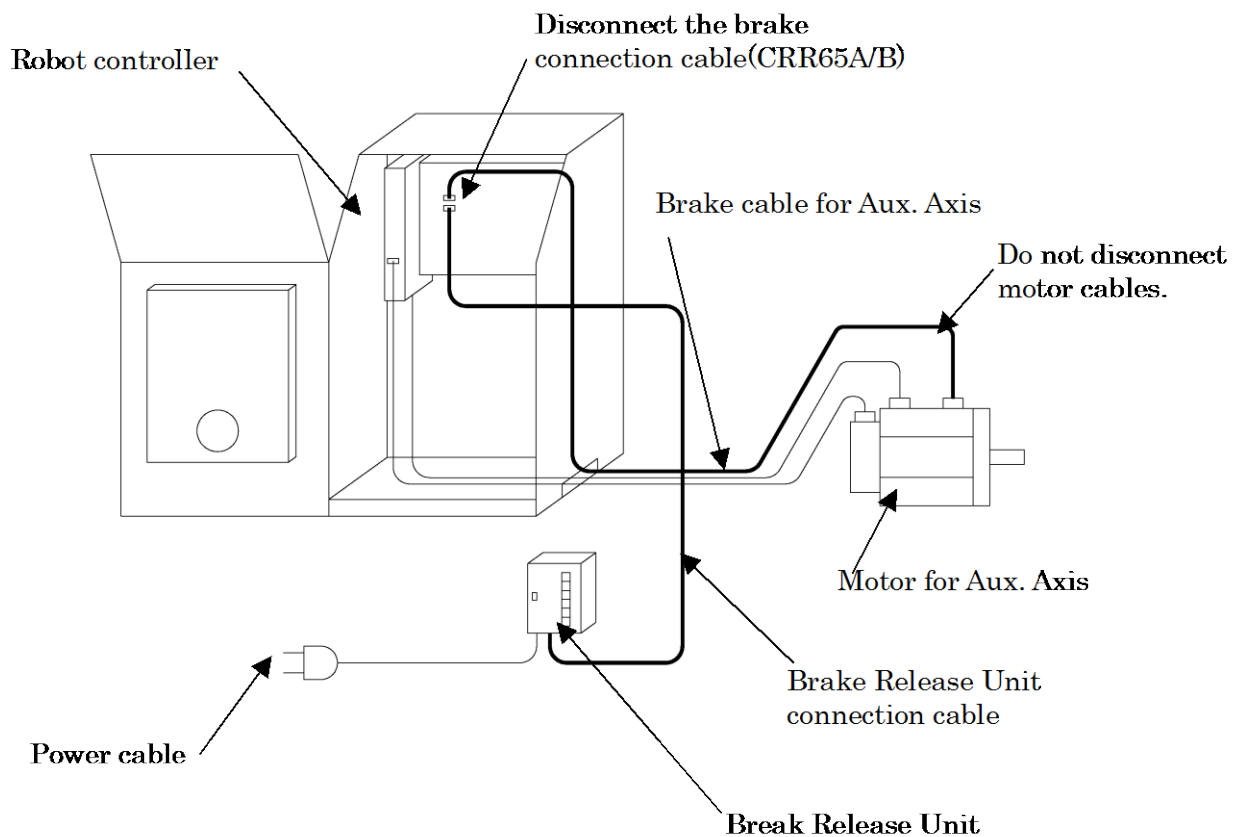 Disconnect the brake
connection cable(CRR65A/B)
Robot controller
Brake cable for Aux. Axis
Do not disconnect
motor cables.
Motor for Aux. Axis
Brake Release Unit
connection cable
Power cable
Break Release Unit